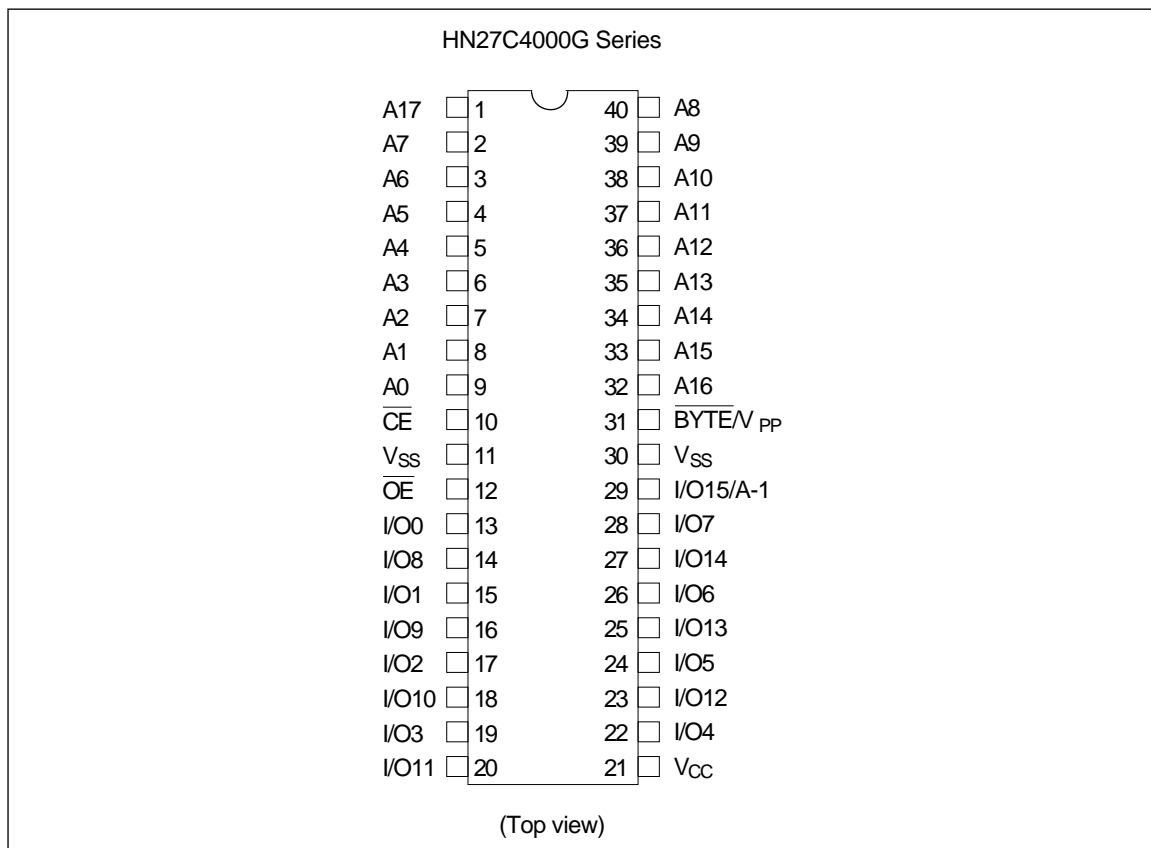 HN27C4000G Series
A17 1 40 A8
A7 2 39 A9
A6 3 38 A10
A5 4 37 A11
A4 5 36 A12
A3 6 35 A13
A2 7 34 A14
A1 8 33 A15
A0 9 32 A16
CE 10 31 BYTE/V PP
VSS 11 30 VSS
OE 12 29 I/O15/A-1
I/O0 13 28 I/O7
I/O8 14 27 I/O14
I/O1 15 26 I/O6
I/O9 16 25 I/O13
I/O2 17 24 I/O5
I/O10 18 23 I/O12
I/O3 19 22 I/O4
I/O11 20 21 VCC
(Top view)